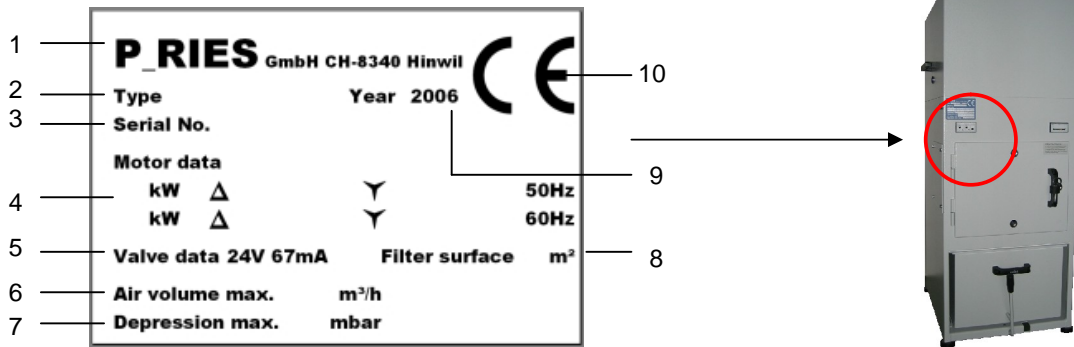 P_RIES GmbH CH-8340 Hinwil CE
Type Year 2006
Serial No.
Motor data
kW Δ 50Hz
kW Δ 60Hz
Valve data 24V 67mA Filter surface m²
Air volume max. m³/h
Depression max. mbar
1
2
3
4
5
6
7
8
9
10